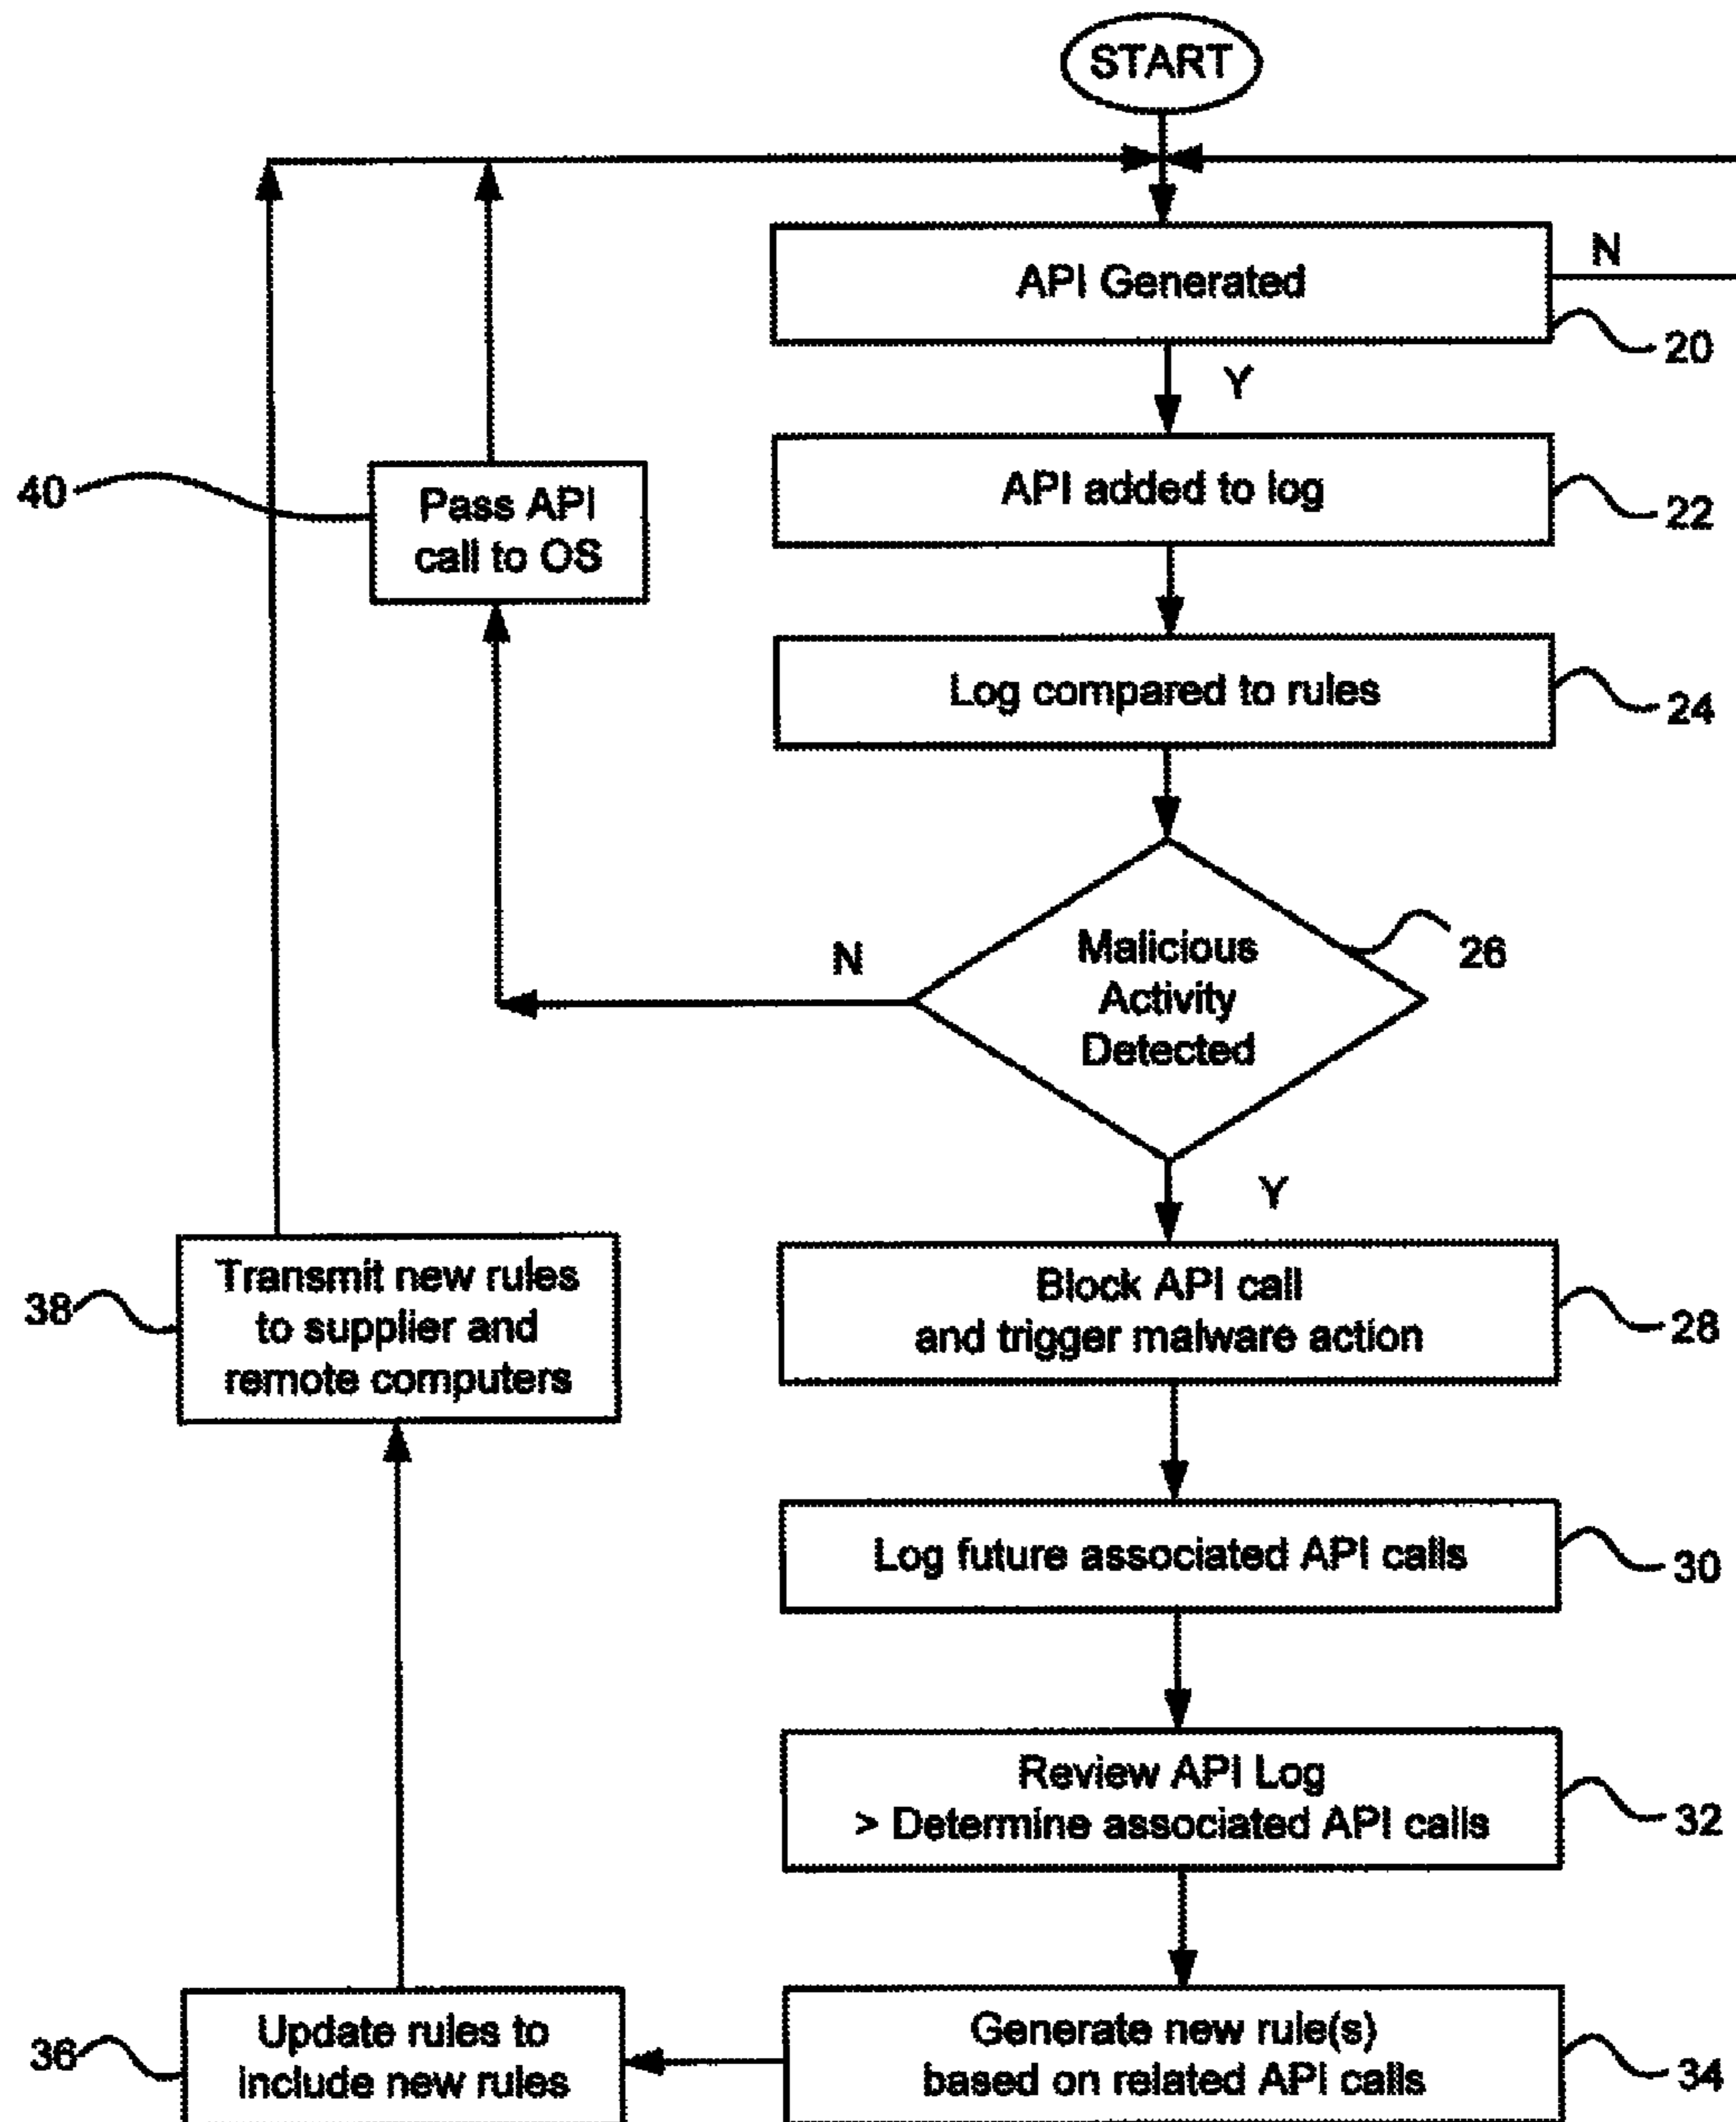 START
API Generated
N
20
Y
API added to log
22
40
Pass API
call to OS
Log compared to rules
24
Malicious
Activity
Detected
26
N
Y
Block API call
and trigger malware action
28
Transmit new rules
to supplier and
remote computers
38
Log future associated API calls
30
Review API Log
> Determine associated API calls
32
Generate new rule(s)
based on related API calls
34
Update rules to
include new rules
36